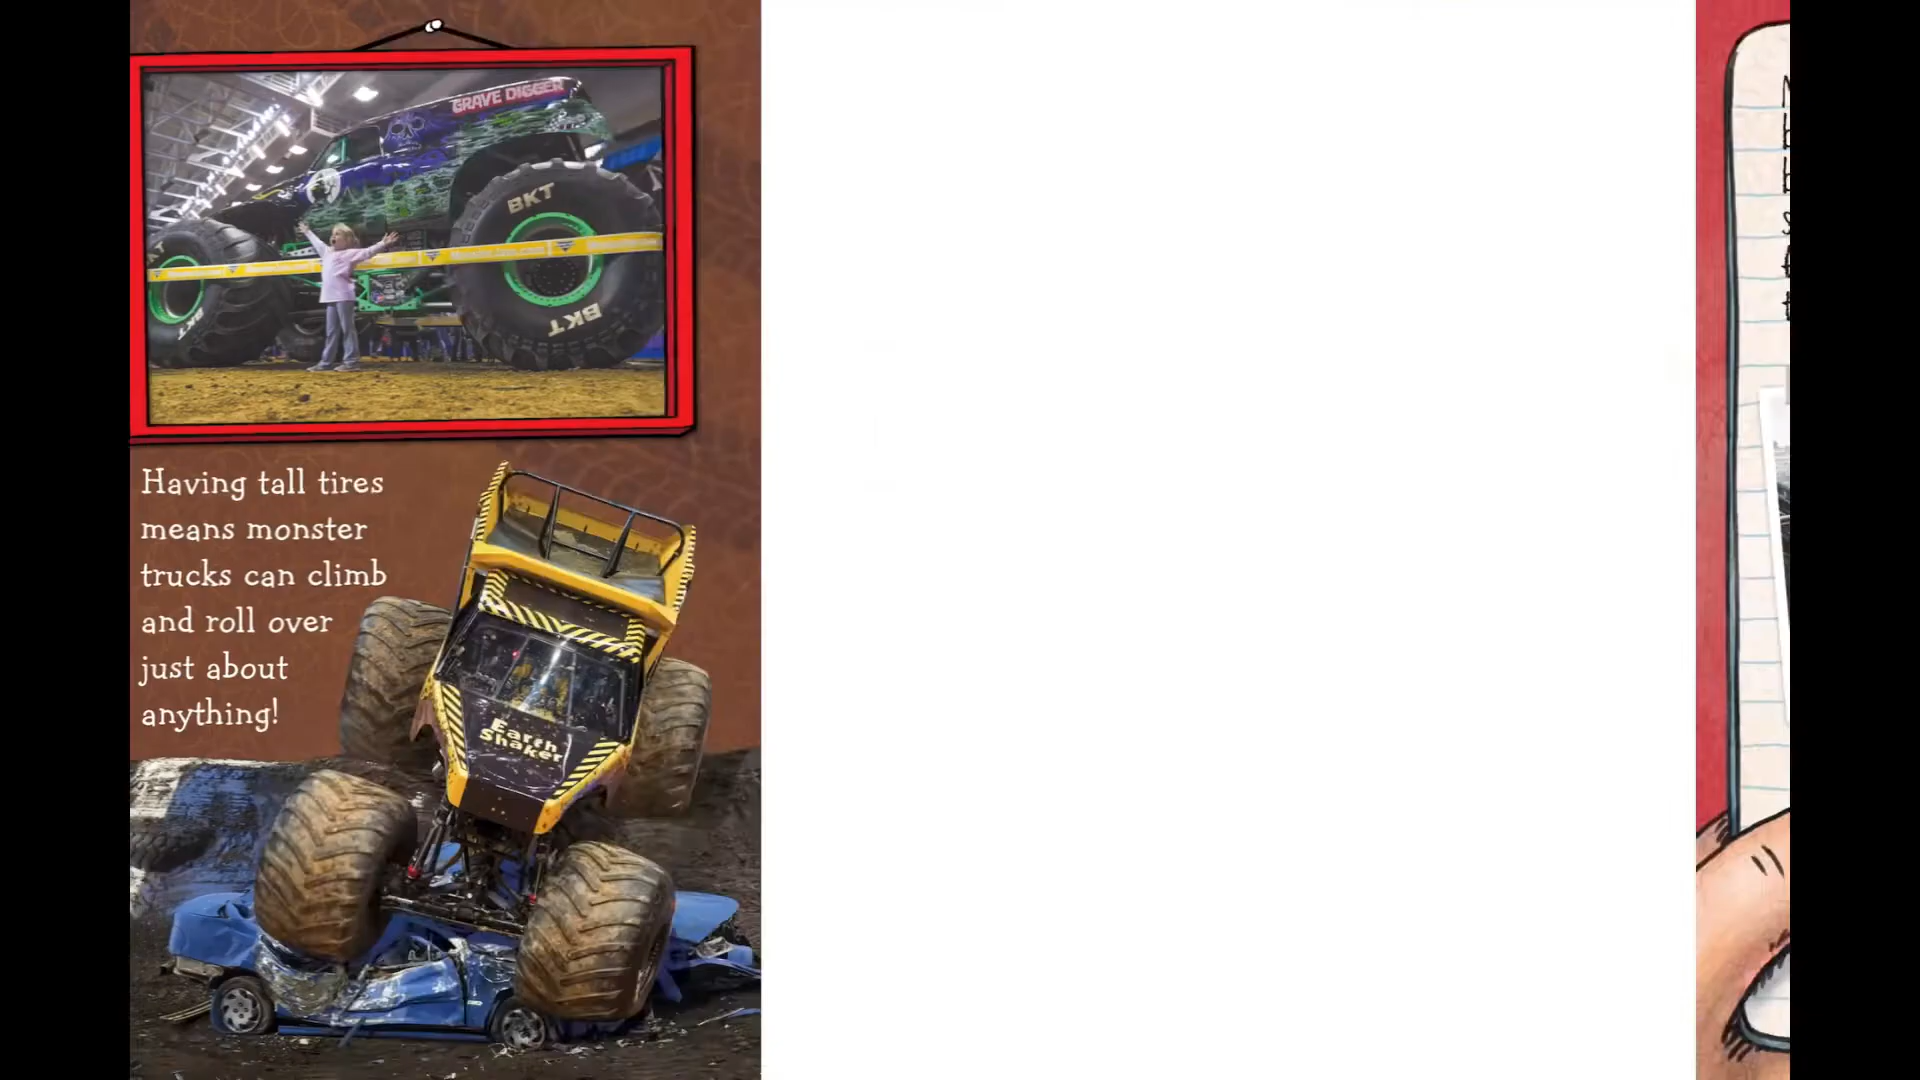 GRAVE DIGGER
BKT
BKT
BKT
Having tall tires
means monster
trucks can climb
and roll over
just about
anything!
Earth
Shaker